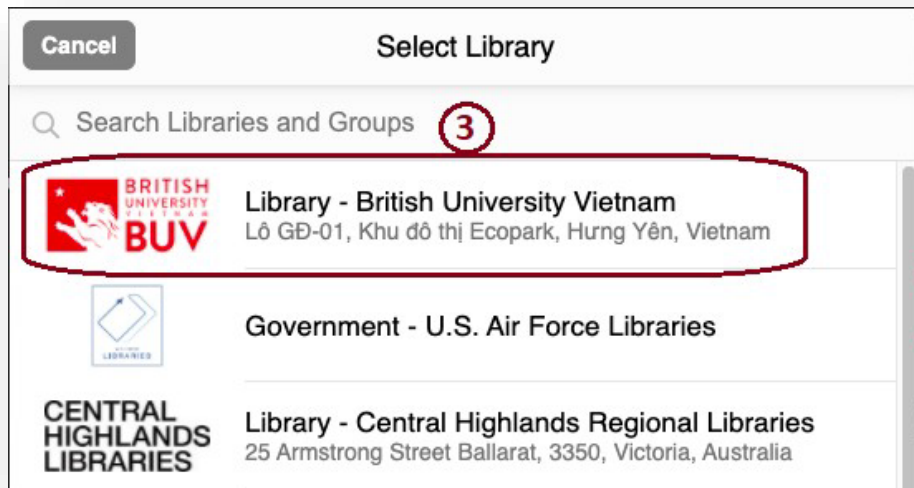 Cancel
Select Library
Search Libraries and Groups
3
BRITISH
UNIVERSITY
VIETNAM
BUV
Library - British University Vietnam
Lô GĐ-01, Khu đô thị Ecopark, Hưng Yên, Vietnam
LIBRARIES
Government - U.S. Air Force Libraries
CENTRAL
HIGHLANDS
LIBRARIES
Library - Central Highlands Regional Libraries
25 Armstrong Street Ballarat, 3350, Victoria, Australia